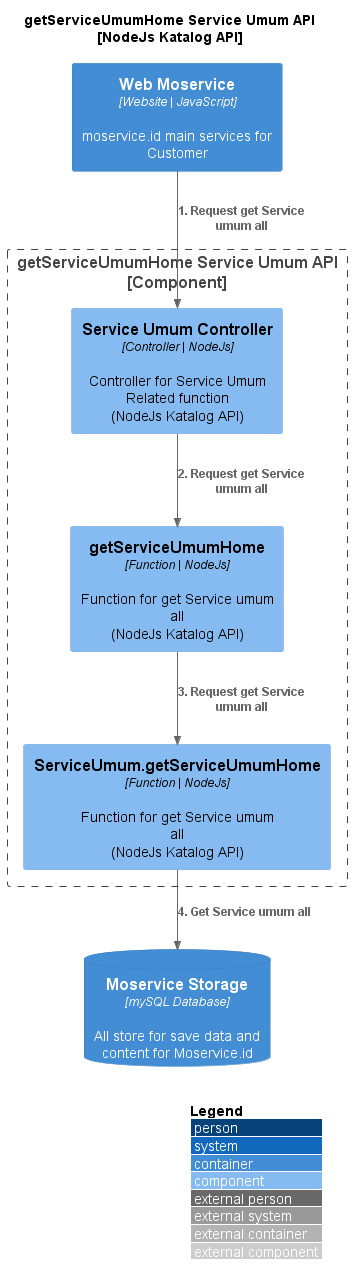 getServiceUmumHome Service Umum API
[NodeJs Katalog API]
Web Moservice
[Website | JavaScript]
moservice.id main services for
Customer
1. Request get Service
umum all
getServiceUmumHome Service Umum API
[Component]
Service Umum Controller
[Controller | NodeJs]
Controller for Service Umum
Related function
(NodeJs Katalog API)
2. Request get Service
umum all
getServiceUmumHome
[Function | NodeJs]
Function for get Service umum
all
(NodeJs Katalog API)
3. Request get Service
umum all
ServiceUmum.getServiceUmumHome
[Function | NodeJs]
Function for get Service umum
all
(NodeJs Katalog API)
4. Get Service umum all
Moservice Storage
[mySQL Database]
All store for save data and
content for Moservice.id
Legend
person
system
container
component
external person
external system
external container
external component